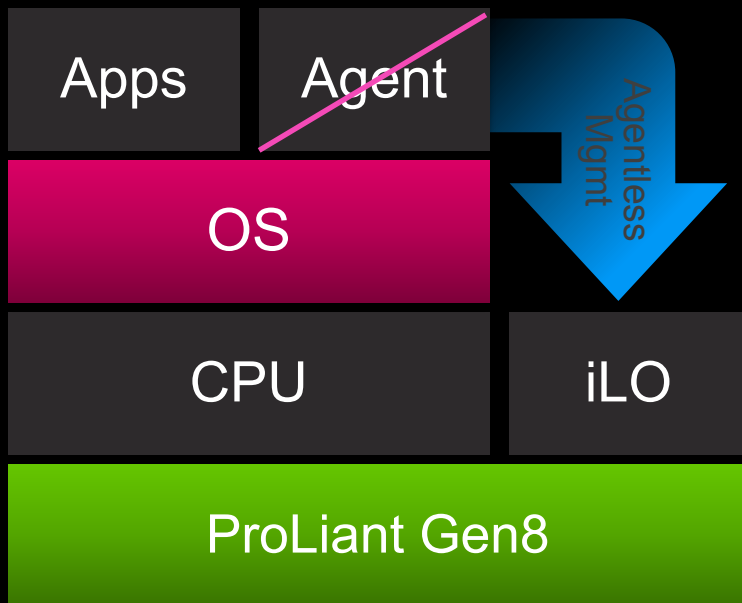 Apps
Agent
Agentless
Mgmt
OS
CPU
iLO
ProLiant Gen8